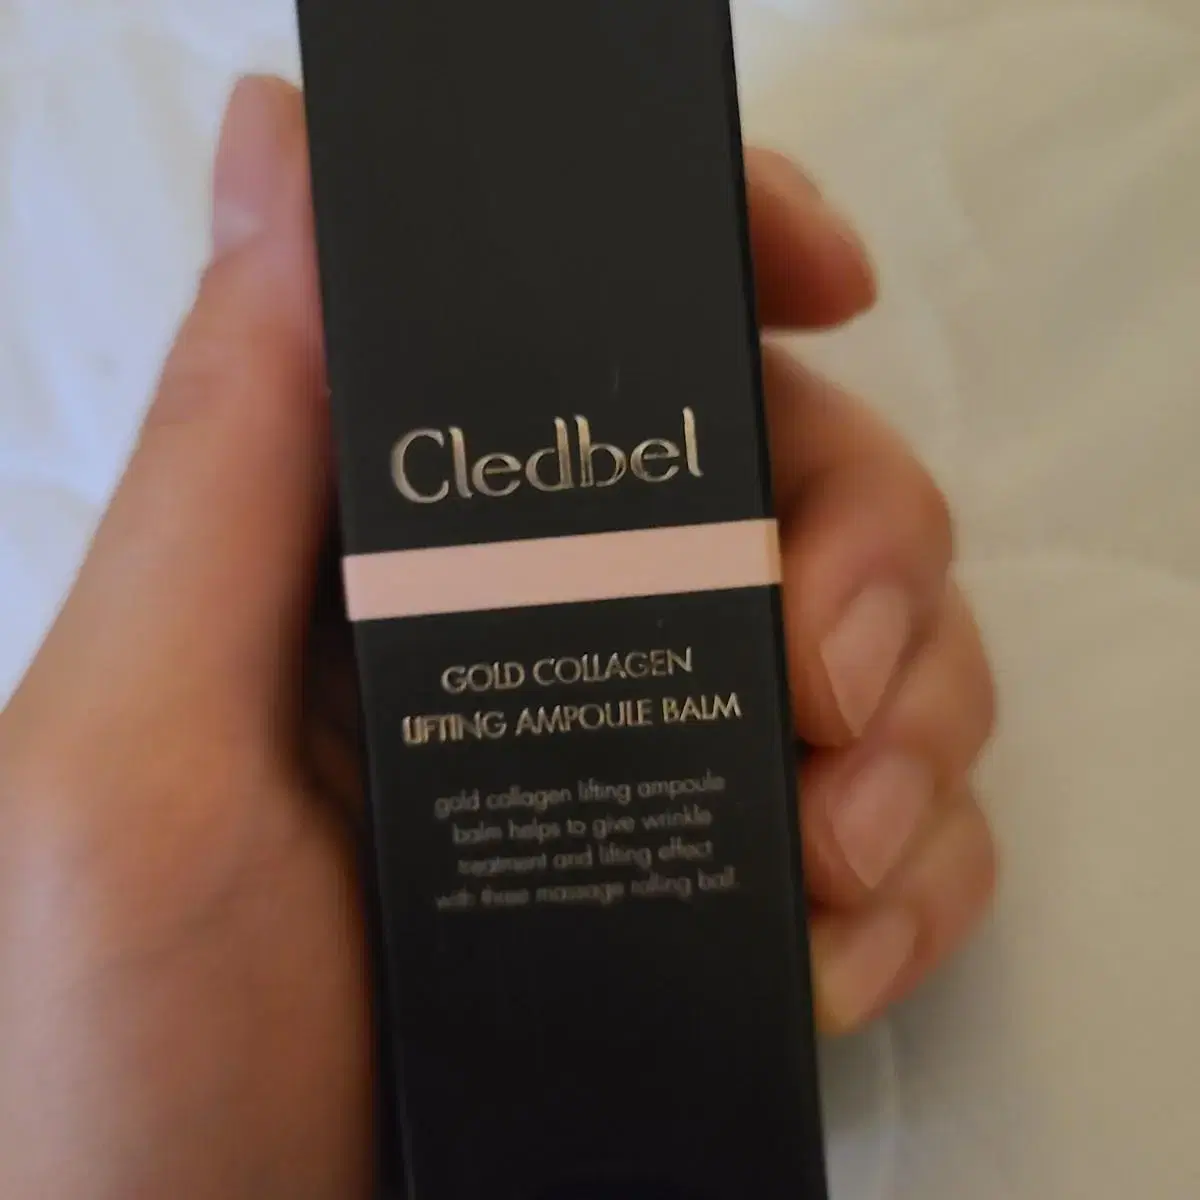 Cledbel
GOLD COLLAGEN
LIFTING AMPOULE BALM
gold collagen lifting ampoule
balm helps to give wrinkle
treatment and lifting effect
with three massage rolling ball.